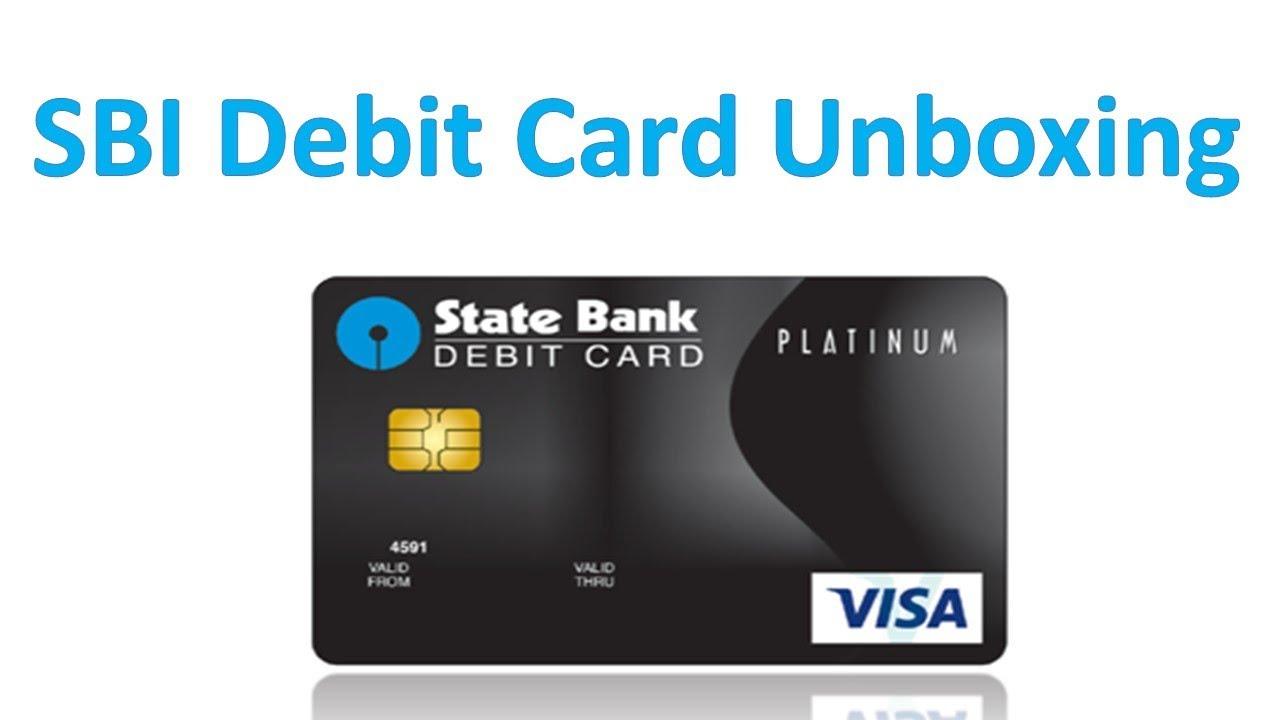 SBI Debit Card Unboxing
State Bank
DEBIT CARD
PLATINUM
4591
VALID
FROM
VALID
THRU
VISA